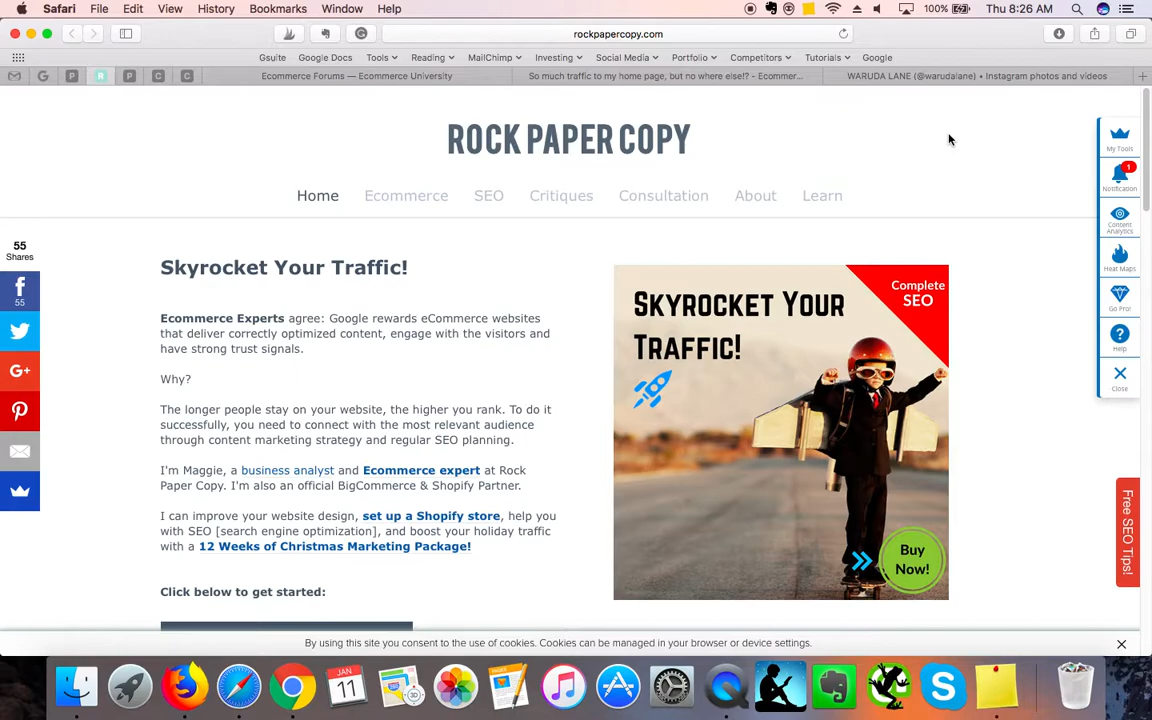 Safari File Edit View History Bookmarks Window Help 100% Thu 8:26 AM
rockpapercopy.com
Gsuite Google Docs Tools Reading MailChimp Investing Social Media Portfolio Competitors Tutorials Google
G P R P C C Ecommerce Forums — Ecommerce University So much traffic to my home page, but no where else!? - Ecommer... WARUDA LANE (@warudalane) • Instagram photos and videos
ROCK PAPER COPY
Home Ecommerce SEO Critiques Consultation About Learn
My Tools
1
Notification
Content
Analytics
Heat Maps
Go Pro!
Help
Close
55
Shares
55
G+
Skyrocket Your Traffic!
Ecommerce Experts agree: Google rewards eCommerce websites
that deliver correctly optimized content, engage with the visitors and
have strong trust signals.
Why?
The longer people stay on your website, the higher you rank. To do it
successfully, you need to connect with the most relevant audience
through content marketing strategy and regular SEO planning.
I'm Maggie, a business analyst and Ecommerce expert at Rock
Paper Copy. I'm also an official BigCommerce & Shopify Partner.
I can improve your website design, set up a Shopify store, help you
with SEO [search engine optimization], and boost your holiday traffic
with a 12 Weeks of Christmas Marketing Package!
Click below to get started:
Skyrocket Your
Traffic!
Complete
SEO
Buy
Now!
Free SEO Tips!
By using this site you consent to the use of cookies. Cookies can be managed in your browser or device settings.
JAN
11
3D